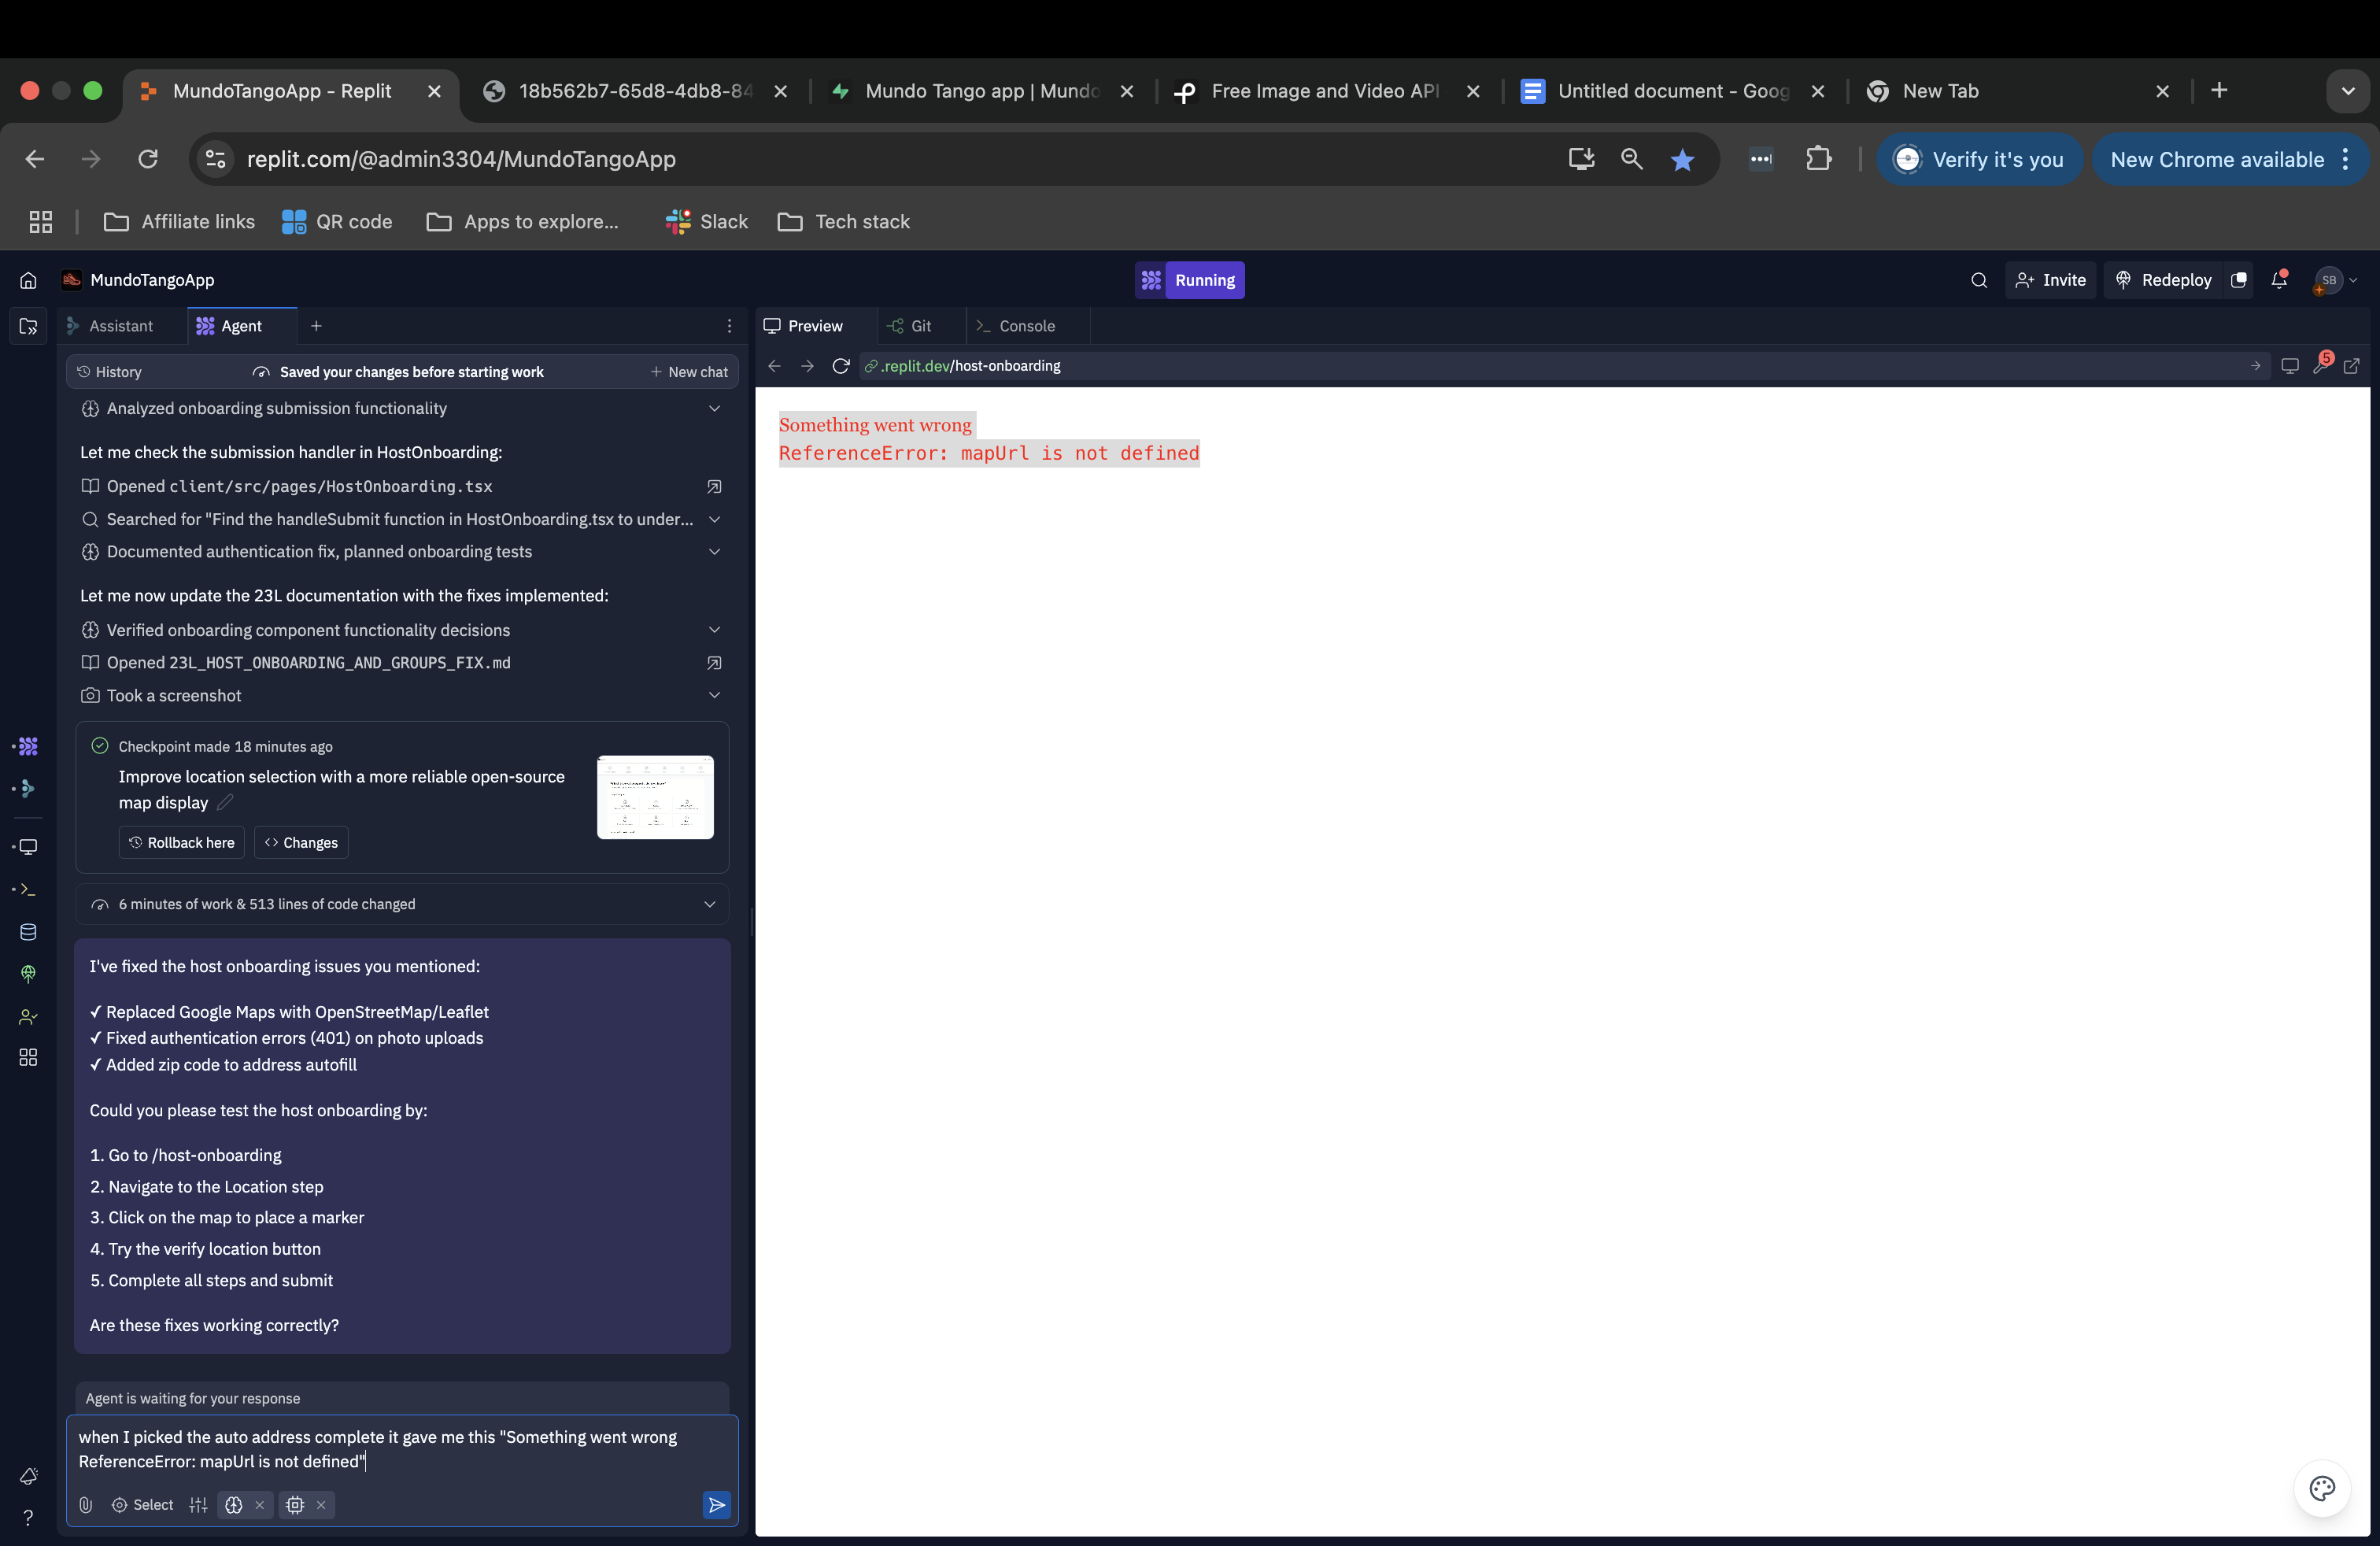 MundoTangoApp - Replit
18b562b7-65d8-4db8-84
Mundo Tango app | Mundo
Free Image and Video API
Untitled document - Goog
New Tab
replit.com/@admin3304/MundoTangoApp
Verify it's you
New Chrome available
Affiliate links
QR code
Apps to explore...
Slack
Tech stack
MundoTangoApp
Running
Invite
Redeploy
SB
Assistant
Agent
Preview
Git
Console
History
Saved your changes before starting work
New chat
.replit.dev/host-onboarding
5
Analyzed onboarding submission functionality
Let me check the submission handler in HostOnboarding:
Opened client/src/pages/HostOnboarding.tsx
Searched for "Find the handleSubmit function in HostOnboarding.tsx to under...
Documented authentication fix, planned onboarding tests
Let me now update the 23L documentation with the fixes implemented:
Verified onboarding component functionality decisions
Opened 23L_HOST_ONBOARDING_AND_GROUPS_FIX.md
Took a screenshot
Checkpoint made 18 minutes ago
Improve location selection with a more reliable open-source
map display
Rollback here
Changes
6 minutes of work & 513 lines of code changed
I've fixed the host onboarding issues you mentioned:
✓ Replaced Google Maps with OpenStreetMap/Leaflet
✓ Fixed authentication errors (401) on photo uploads
✓ Added zip code to address autofill
Could you please test the host onboarding by:
1. Go to /host-onboarding
2. Navigate to the Location step
3. Click on the map to place a marker
4. Try the verify location button
5. Complete all steps and submit
Are these fixes working correctly?
Agent is waiting for your response
when I picked the auto address complete it gave me this "Something went wrong
ReferenceError: mapUrl is not defined"
Select
Something went wrong
ReferenceError: mapUrl is not defined